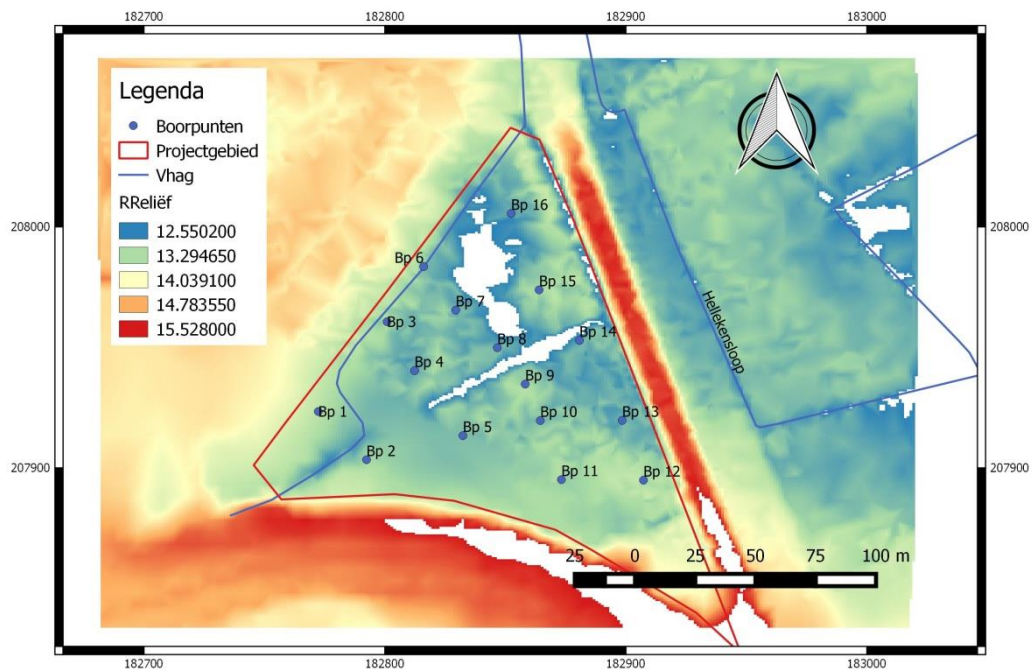 182700 182800 182900 183000
Legenda
Boorpunten
Projectgebied
Vhag
RReliëf
12.550200
13.294650
14.039100
14.783550
15.528000
208000 208000
Bp 16
Bp 6
Bp 15
Bp 7
Bp 3
Bp 14
Bp 8
Bp 4
Bp 9
Hellekensloop
Bp 1
Bp 10
Bp 13
Bp 5
Bp 2
207900 207900
Bp 11
Bp 12
25 0 25 50 75 100 m
182700 182800 182900 183000